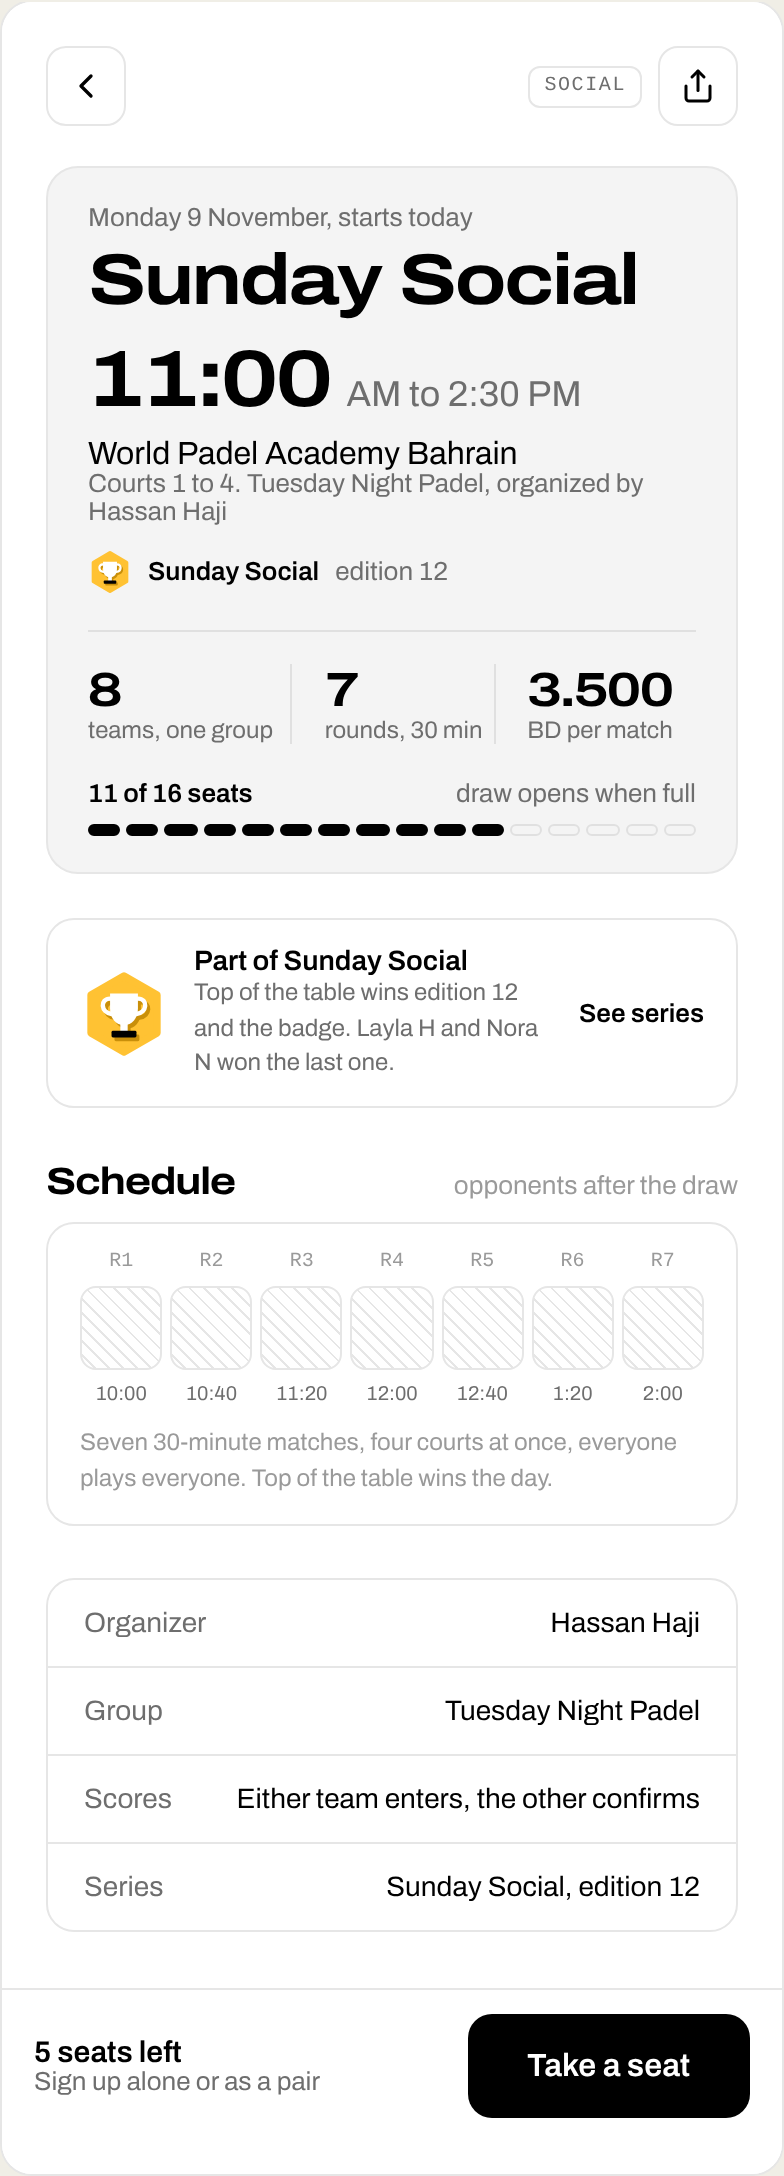 SOCIAL
Monday 9 November, starts today
Sunday Social
11:00 AM to 2:30 PM
World Padel Academy Bahrain
Courts 1 to 4. Tuesday Night Padel, organized by
Hassan Haji
Sunday Social edition 12
8 7 3.500
teams, one group rounds, 30 min BD per match
11 of 16 seats draw opens when full
Part of Sunday Social
Top of the table wins edition 12
and the badge. Layla H and Nora
N won the last one.
See series
Schedule opponents after the draw
R1 R2 R3 R4 R5 R6 R7
10:00 10:40 11:20 12:00 12:40 1:20 2:00
Seven 30-minute matches, four courts at once, everyone
plays everyone. Top of the table wins the day.
Organizer Hassan Haji
Group Tuesday Night Padel
Scores Either team enters, the other confirms
Series Sunday Social, edition 12
5 seats left
Sign up alone or as a pair
Take a seat